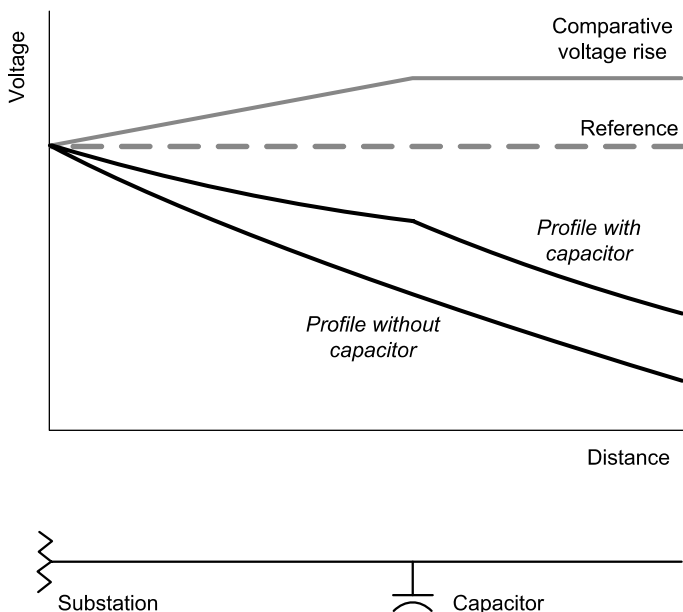 Comparative
voltage rise
Voltage
Reference
Profile with
capacitor
Profile without
capacitor
Distance
Substation
Capacitor